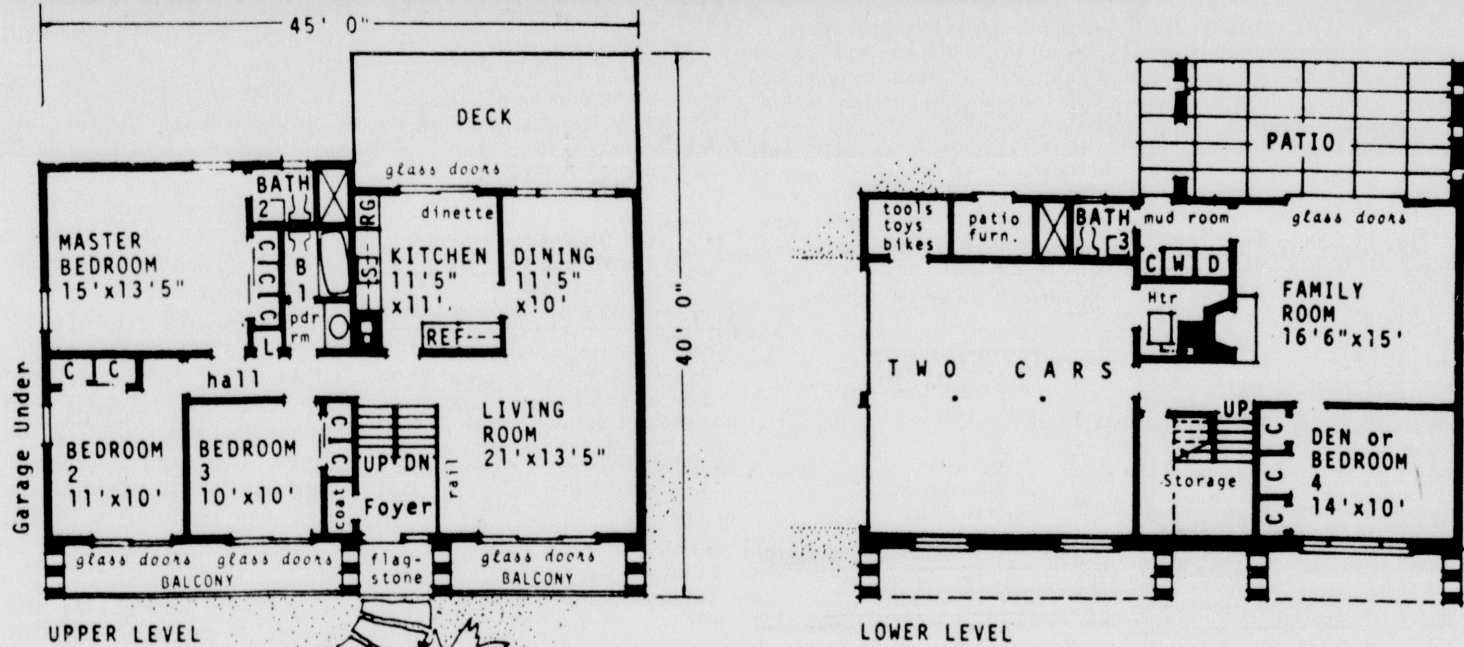 45' 0"
DECK
glass doors
BATH
2
RG
dinette
MASTER
BEDROOM
15'x13'5"
C
C
C
C
B
1
S
KITCHEN
11'5"
x11'
DINING
11'5"
x10'
40' 0"
pdr
rm
L
REF
C C
hall
Garage Under
BEDROOM
2
11'x10'
BEDROOM
3
10'x10'
C
C
coat
UP DN
rail
Foyer
LIVING
ROOM
21'x13'5"
glass doors glass doors
BALCONY
flag-
stone
glass doors
BALCONY
UPPER LEVEL
PATIO
tools
toys
bikes
patio
furn.
BATH
3
mud room
glass doors
C W D
Htr
FAMILY
ROOM
16'6"x15'
TWO CARS
UP
Storage
C
C
C
DEN or
BEDROOM
4
14'x10'
LOWER LEVEL